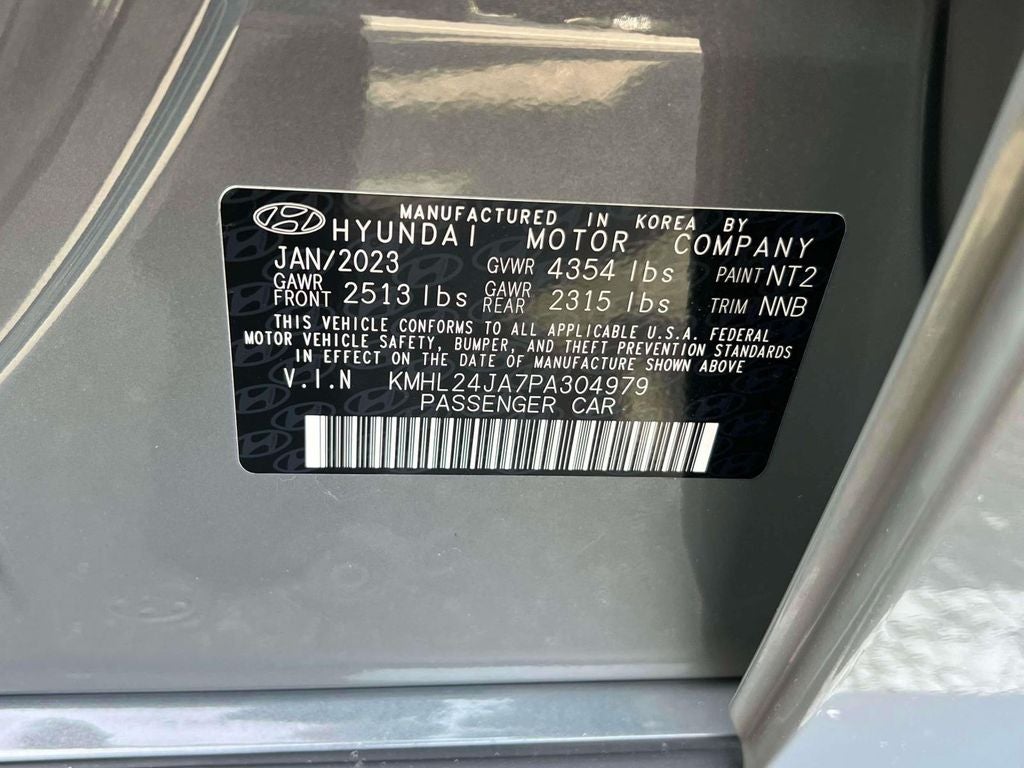 MANUFACTURED IN KOREA BY
HYUNDAI MOTOR COMPANY
JAN/2023 GVWR 4354 lbs PAINT NT2
GAWR FRONT 2513 lbs GAWR REAR 2315 lbs TRIM NNB
THIS VEHICLE CONFORMS TO ALL APPLICABLE U.S.A. FEDERAL
MOTOR VEHICLE SAFETY, BUMPER, AND THEFT PREVENTION STANDARDS
IN EFFECT ON THE DATE OF MANUFACTURE SHOWN ABOVE
V.I.N KMHL24JA7PA304979
PASSENGER CAR